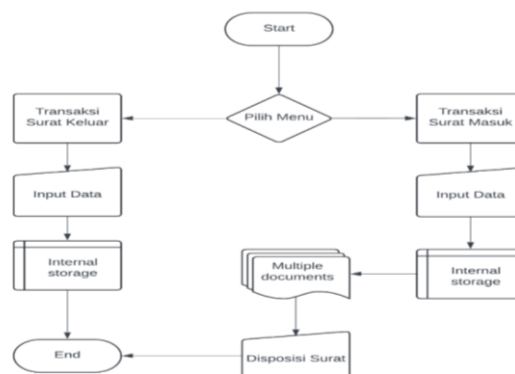 Start
Transaksi
Surat Keluar
Pilih Menu
Transaksi
Surat Masuk
Input Data
Input Data
Internal
storage
Multiple
documents
Internal
storage
End
Disposisi Surat